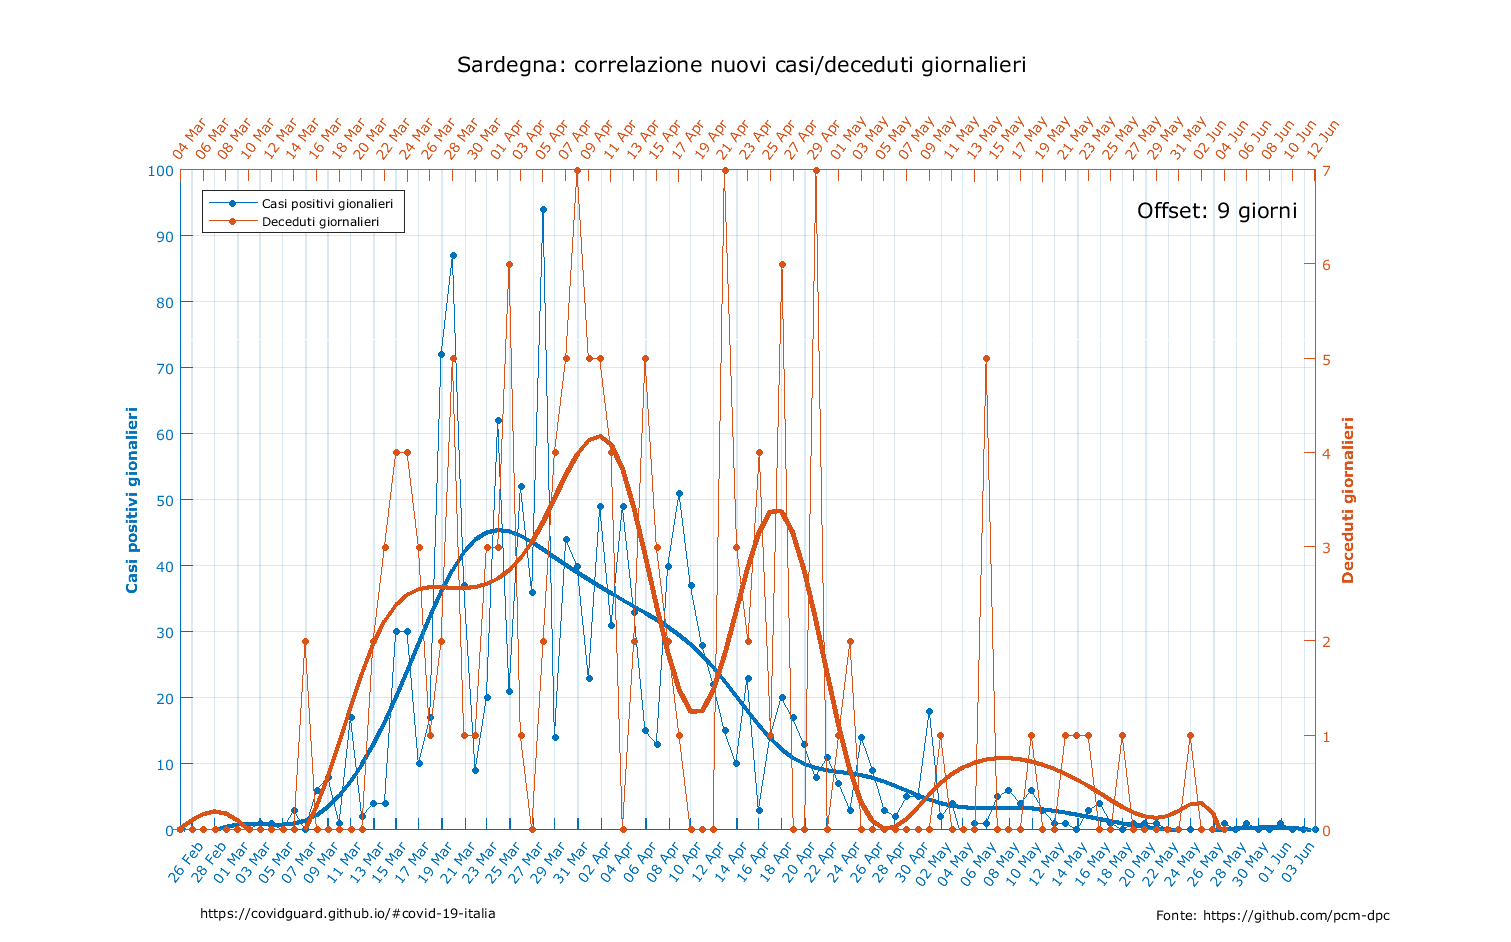 Sardegna: correlazione nuovi casi/deceduti giornalieri
04 Mar 06 Mar 08 Mar 10 Mar 12 Mar 14 Mar 16 Mar 18 Mar 20 Mar 22 Mar 24 Mar 26 Mar 28 Mar 30 Mar 01 Apr 03 Apr 05 Apr 07 Apr 09 Apr 11 Apr 13 Apr 15 Apr 17 Apr 19 Apr 21 Apr 23 Apr 25 Apr 27 Apr 29 Apr 01 May 03 May 05 May 07 May 09 May 11 May 13 May 15 May 17 May 19 May 21 May 23 May 25 May 27 May 29 May 31 May 02 Jun 04 Jun 06 Jun 08 Jun 10 Jun 12 Jun
Casi positivi gionalieri
Deceduti giornalieri
Offset: 9 giorni
100
90
80
70
60
50
40
30
20
10
0
Casi positivi gionalieri
7
6
5
4
3
2
1
0
Deceduti giornalieri
26 Feb 28 Feb 01 Mar 03 Mar 05 Mar 07 Mar 09 Mar 11 Mar 13 Mar 15 Mar 17 Mar 19 Mar 21 Mar 23 Mar 25 Mar 27 Mar 29 Mar 31 Mar 02 Apr 04 Apr 06 Apr 08 Apr 10 Apr 12 Apr 14 Apr 16 Apr 18 Apr 20 Apr 22 Apr 24 Apr 26 Apr 28 Apr 30 Apr 02 May 04 May 06 May 08 May 10 May 12 May 14 May 16 May 18 May 20 May 22 May 24 May 26 May 28 May 30 May 01 Jun 03 Jun
https://covidguard.github.io/#covid-19-italia
Fonte: https://github.com/pcm-dpc